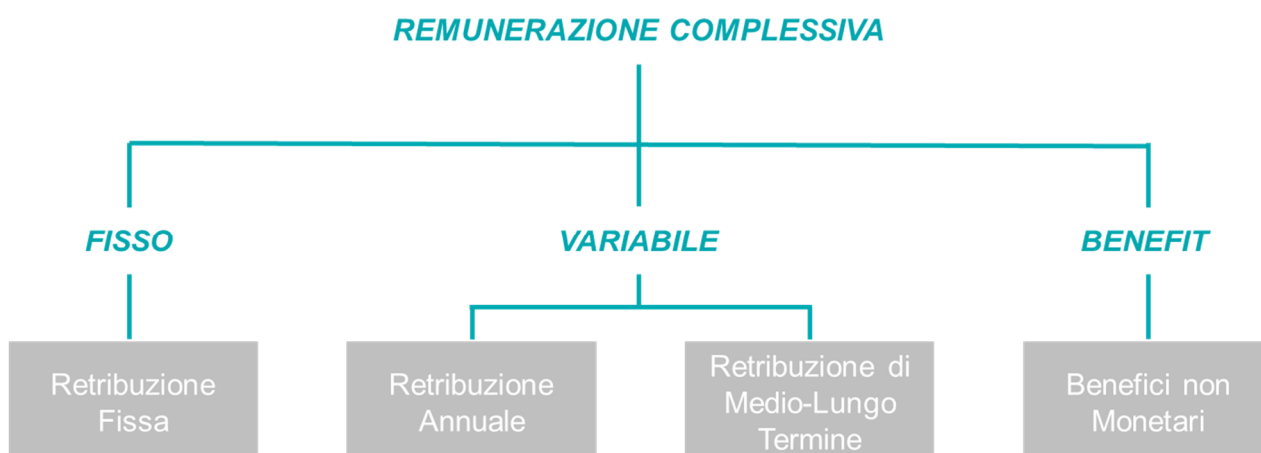 REMUNERAZIONE COMPLESSIVA
FISSO
VARIABILE
BENEFIT
Retribuzione
Fissa
Retribuzione
Annuale
Retribuzione di
Medio-Lungo
Termine
Benefici non
Monetari